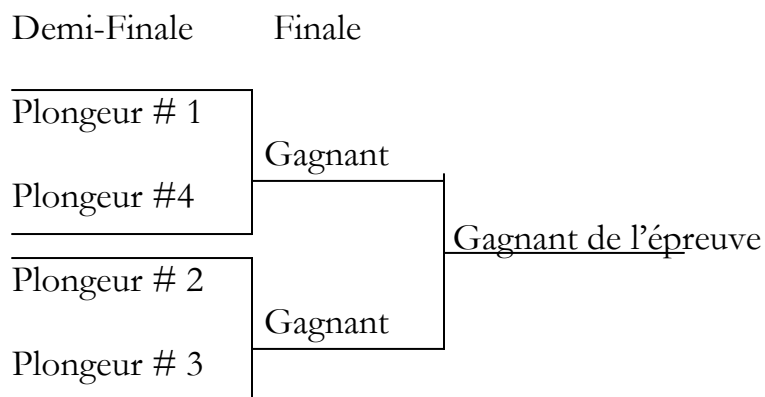 Demi-Finale Finale
Plongeur # 1
Gagnant
Plongeur #4
Gagnant de l’épreuve
Plongeur # 2
Gagnant
Plongeur # 3